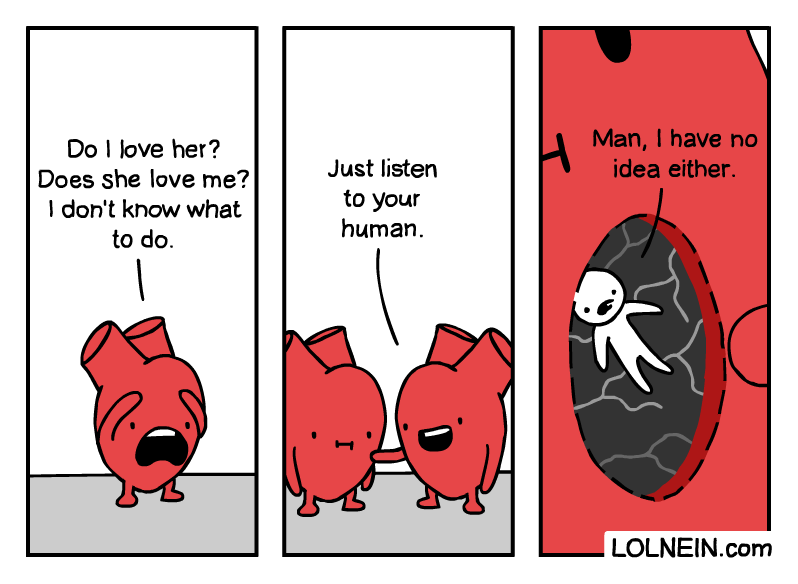 Do I love her?
Does she love me?
I don't know what
to do.
Just listen
to your
human.
Man, I have no
idea either.
LOLNEIN.com